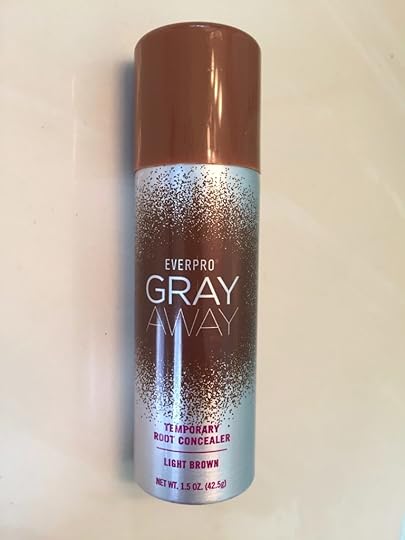 EVERPRO®
GRAY
AWAY
TEMPORARY
ROOT CONCEALER
LIGHT BROWN
NET WT. 1.5 OZ. (42.5g)